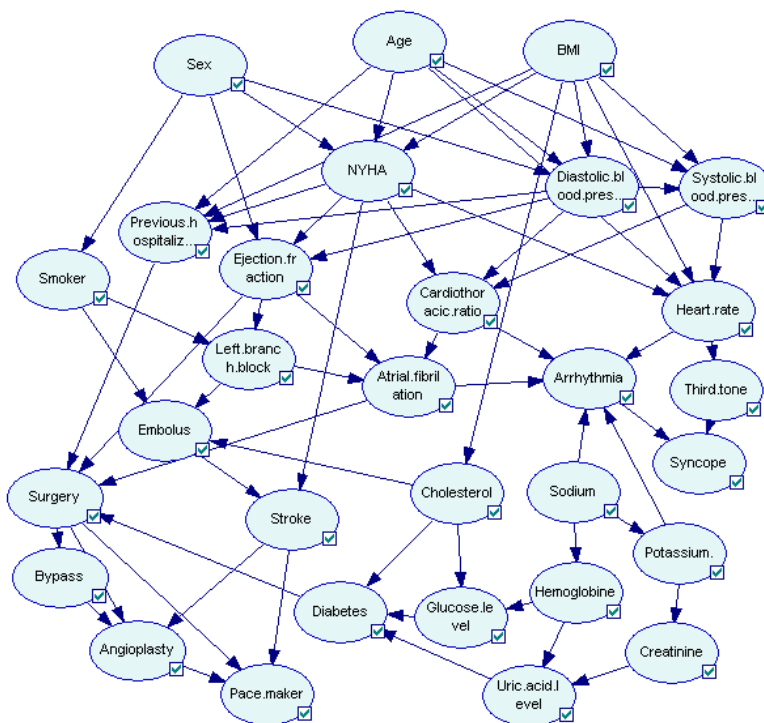 Age
BMI
Sex
NYHA
Diastolic.bl
ood.pres...
Systolic.bl
ood.pres...
Previous.h
ospitaliz...
Ejection.fr
action
Smoker
Cardiothor
acic.ratio
Heart.rate
Left.branc
h.block
Atrial.fibril
lation
Arrhythmia
Third.tone
Embolus
Syncope
Surgery
Stroke
Cholesterol
Sodium
Potassium.
Bypass
Diabetes
Glucose.le
vel
Hemoglobine
Angioplasty
Creatinine
Pace.maker
Uric.acid.l
evel